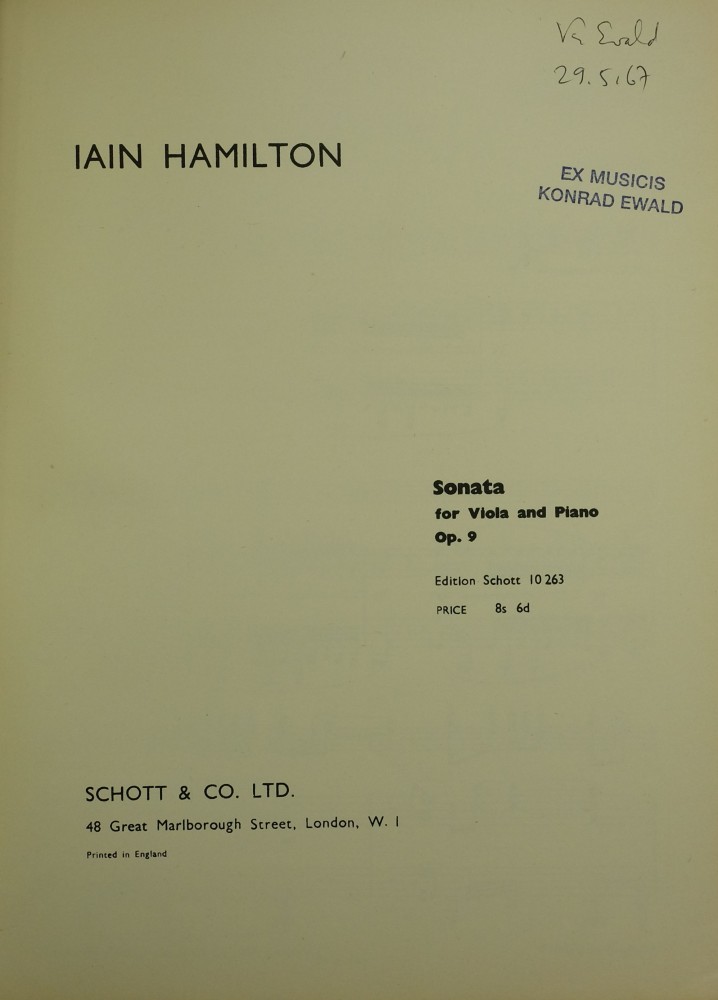 Ewald
29.5.67
IAIN HAMILTON
EX MUSICIS
KONRAD EWALD
Sonata
for Viola and Piano
Op. 9
Edition Schott 10 263
PRICE 8s 6d
SCHOTT & CO. LTD.
48 Great Marlborough Street, London, W. 1
Printed in England